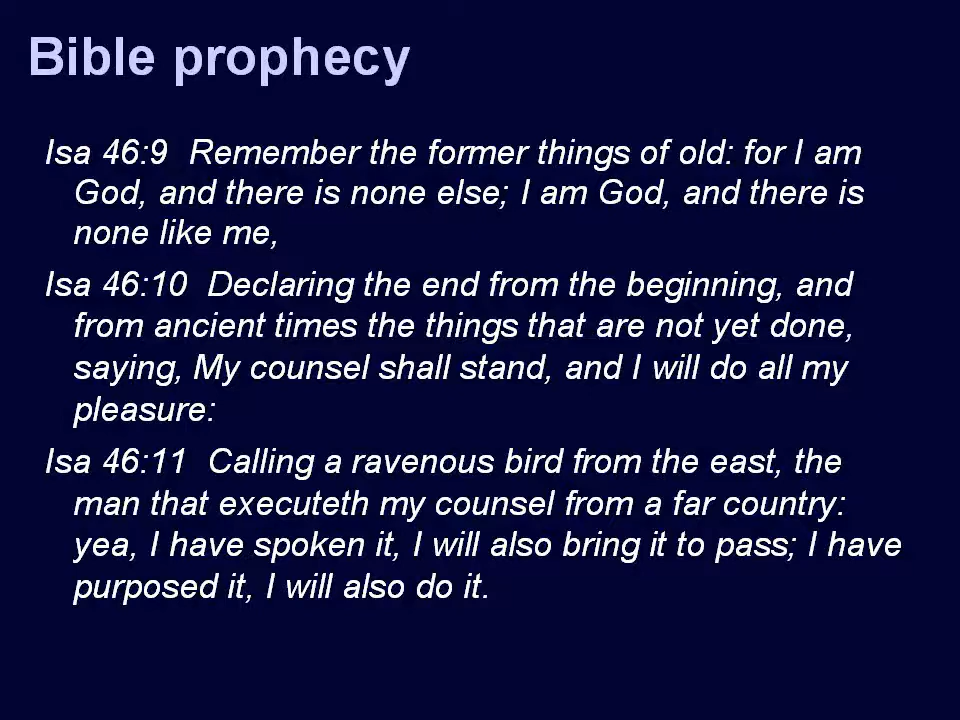 Bible prophecy
Isa 46:9  Remember the former things of old: for I am
God, and there is none else; I am God, and there is
none like me,
Isa 46:10  Declaring the end from the beginning, and
from ancient times the things that are not yet done,
saying, My counsel shall stand, and I will do all my
pleasure:
Isa 46:11  Calling a ravenous bird from the east, the
man that executeth my counsel from a far country:
yea, I have spoken it, I will also bring it to pass; I have
purposed it, I will also do it.